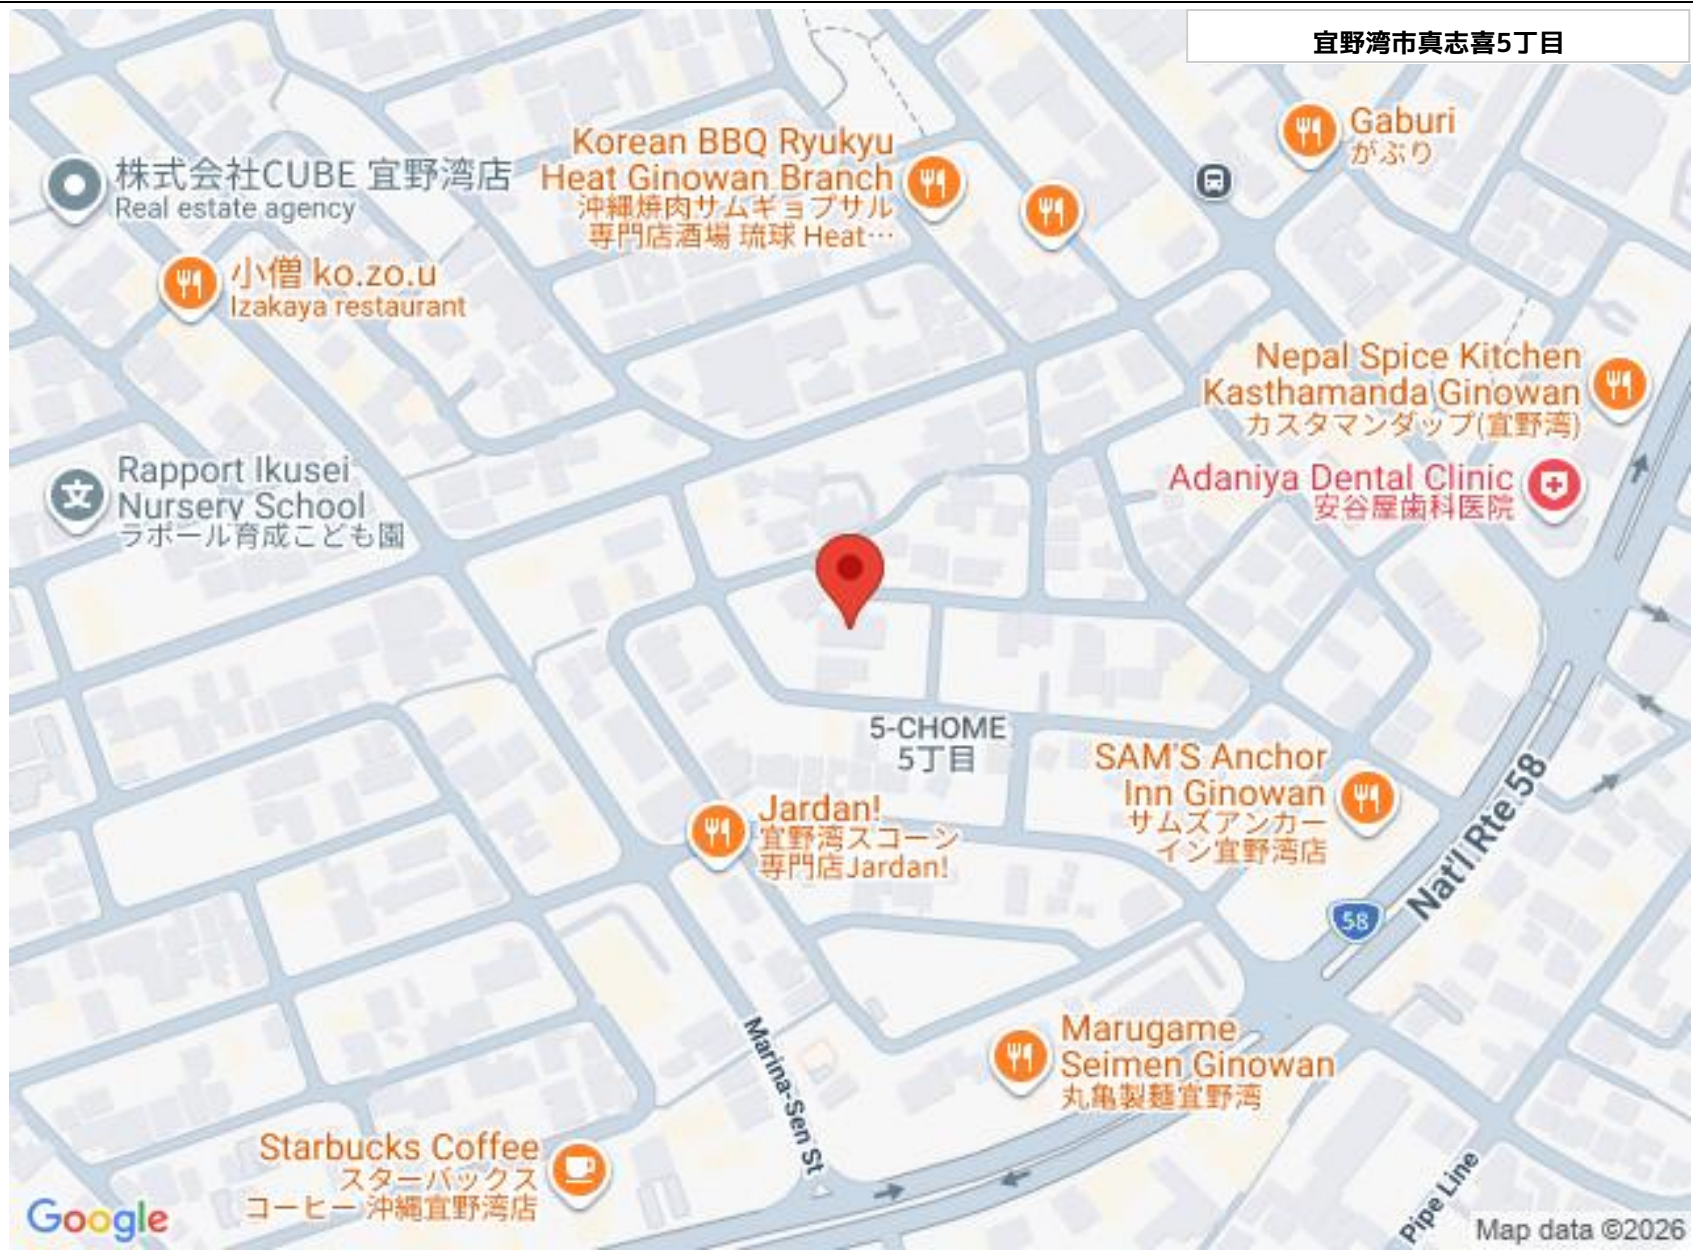 宜野湾市真志喜5丁目
Gaburi
がぶり
Korean BBQ Ryukyu
Heat Ginowan Branch
沖縄焼肉サムギョプサル
専門店酒場 琉球 Heat…
株式会社CUBE 宜野湾店
Real estate agency
小僧 ko.zo.u
Izakaya restaurant
Nepal Spice Kitchen
Kasthamanda Ginowan
カスタマンダップ(宜野湾)
Rapport Ikusei
Nursery School
ラポール育成こども園
文
Adaniya Dental Clinic
安谷屋歯科医院
5-CHOME
5丁目
SAM'S Anchor
Inn Ginowan
サムズアンカー
イン宜野湾店
Jardan!
宜野湾スコーン
専門店Jardan!
Nat'l Rte 58
58
Marugame
Seimen Ginowan
丸亀製麺宜野湾
Marina-Sen St
Starbucks Coffee
スターバックス
コーヒー 沖縄宜野湾店
Pipe Line
Google
Map data ©2026